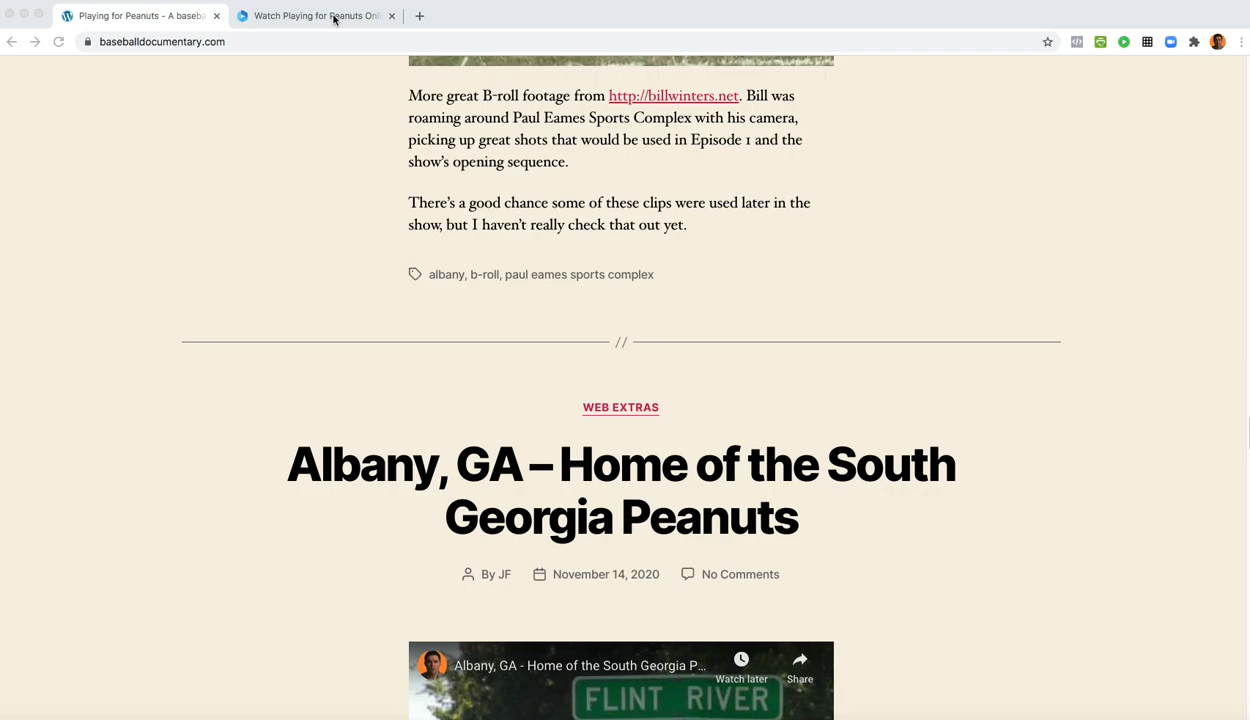 Playing for Peanuts - A baseba
Watch Playing for Peanuts Onli
baseballdocumentary.com
More great B-roll footage from http://billwinters.net. Bill was
roaming around Paul Eames Sports Complex with his camera,
picking up great shots that would be used in Episode 1 and the
show’s opening sequence.
There’s a good chance some of these clips were used later in the
show, but I haven’t really check that out yet.
albany, b-roll, paul eames sports complex
//
WEB EXTRAS
Albany, GA – Home of the South
Georgia Peanuts
By JF November 14, 2020 No Comments
Albany, GA - Home of the South Georgia P...
Watch later Share
FLINT RIVER